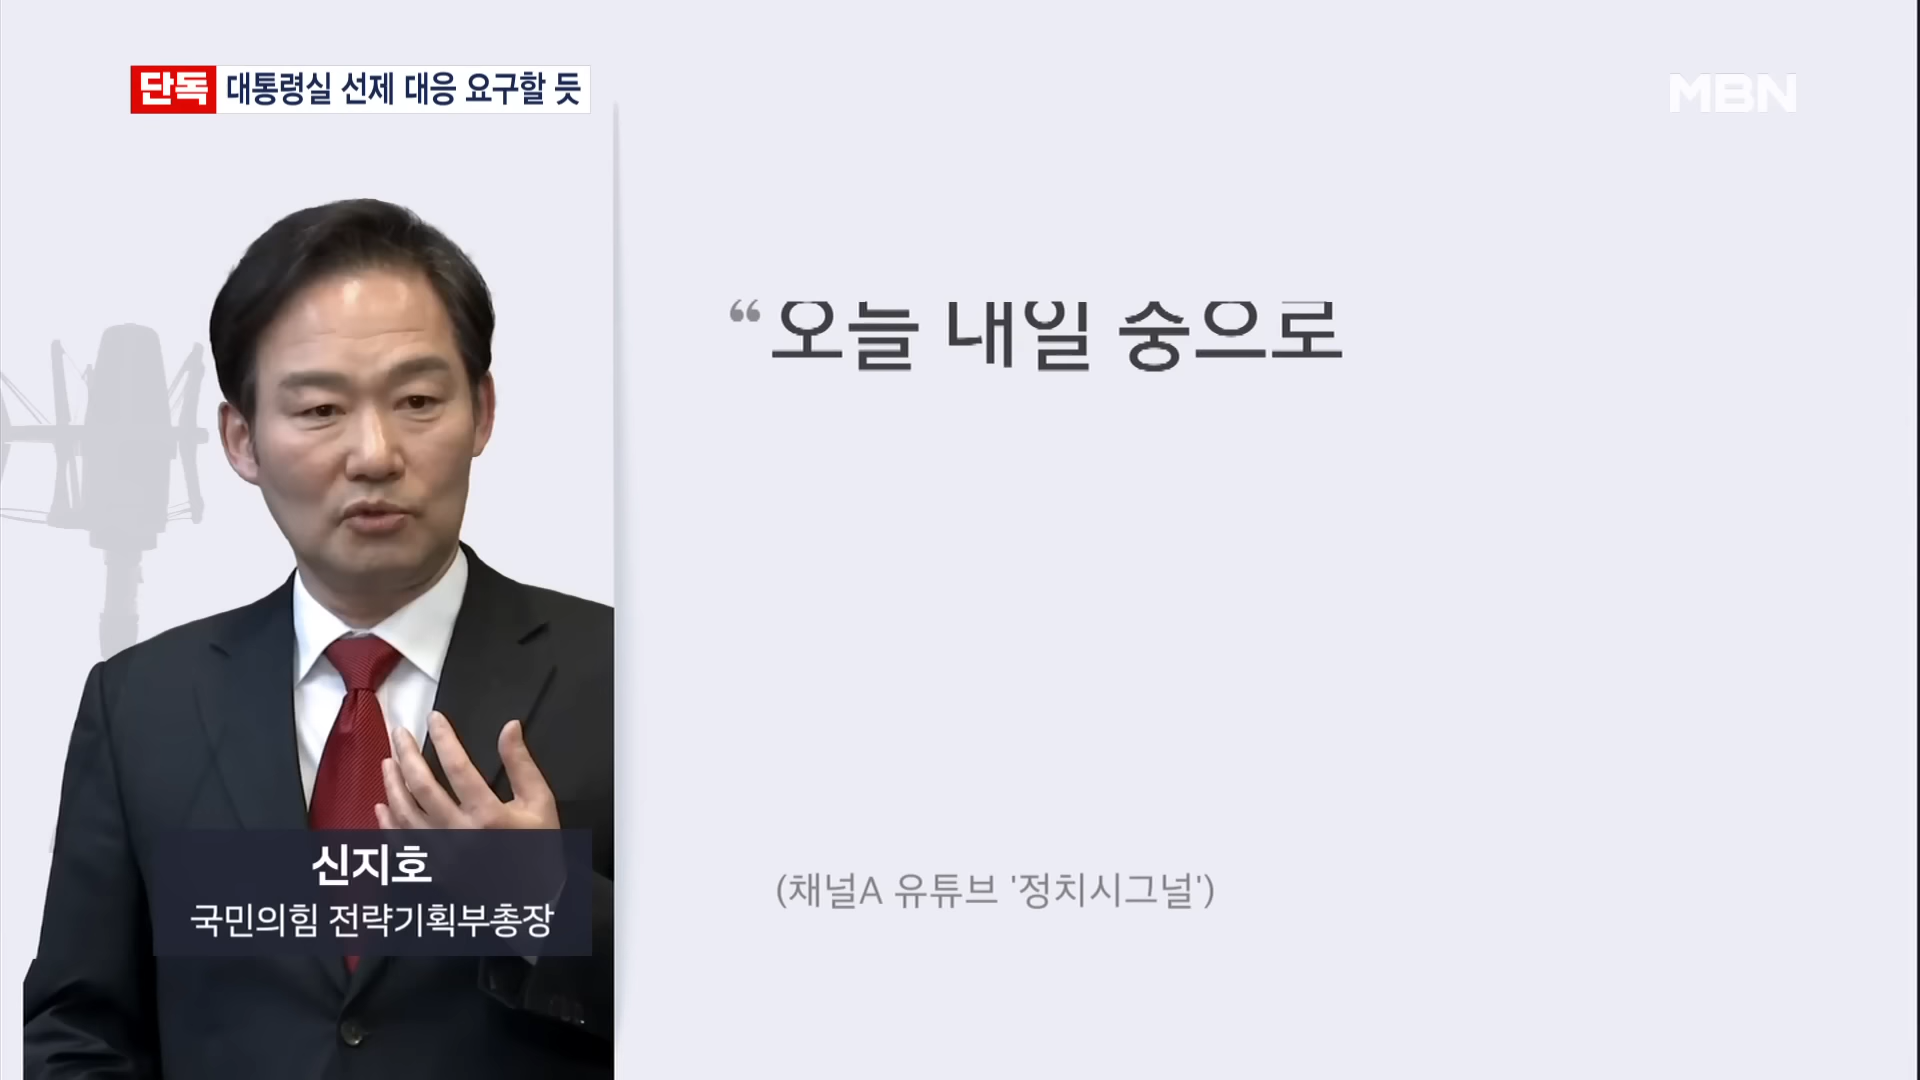 단독 대통령실 선제 대응 요구할 듯
MBN
“오늘 내일 중으로
신지호
국민의힘 전략기획부총장
(채널A 유튜브 '정치시그널')